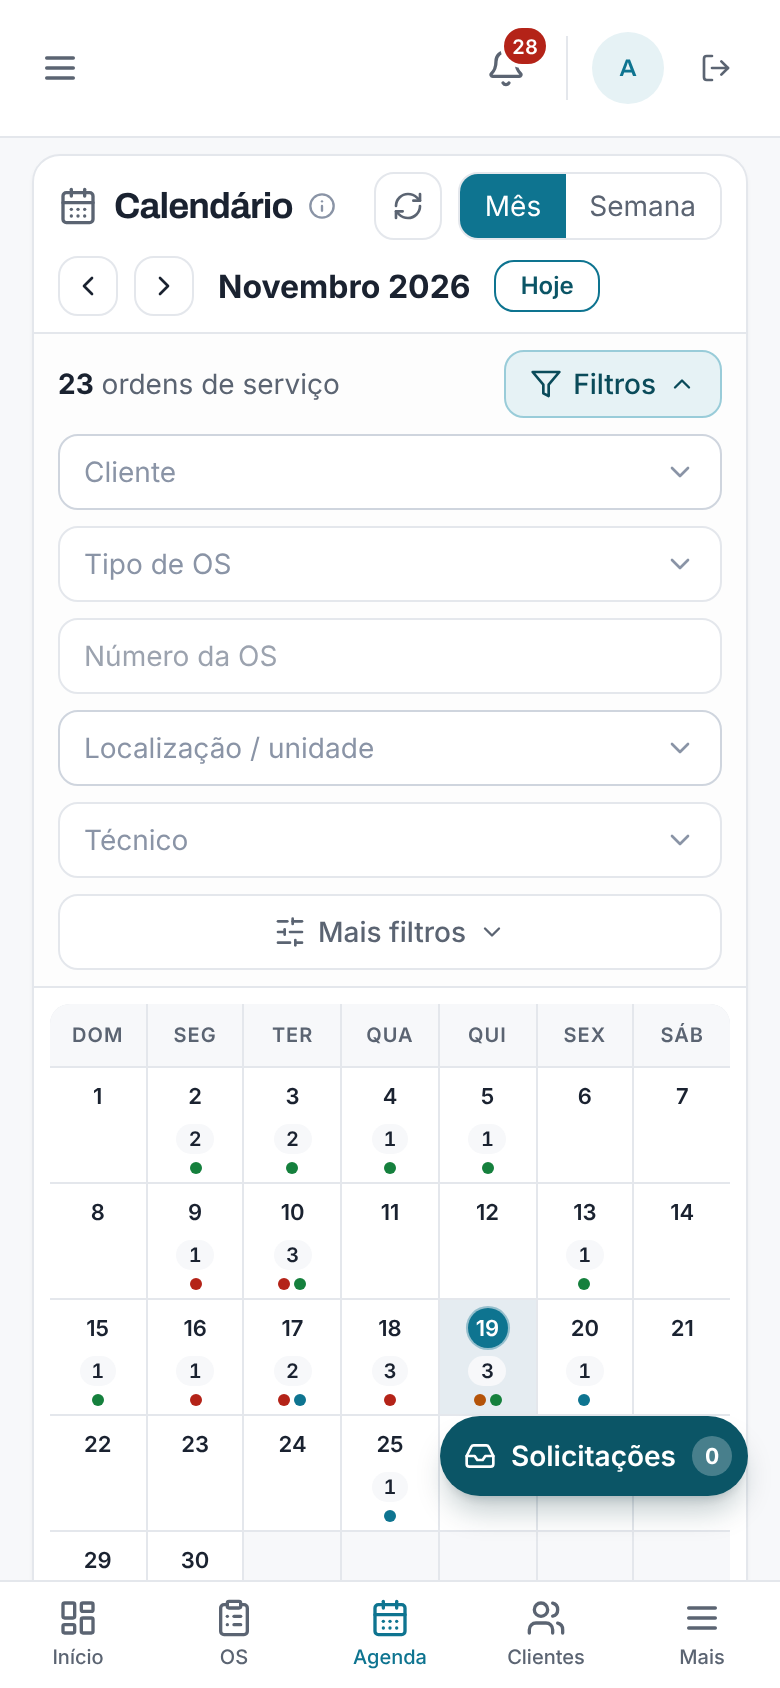 28
A
Calendário
Mês
Semana
Novembro 2026
Hoje
23 ordens de serviço
Filtros
Cliente
Tipo de OS
Número da OS
Localização / unidade
Técnico
Mais filtros
DOM SEG TER QUA QUI SEX SÁB
1 2 3 4 5 6 7
2 2 1 1
8 9 10 11 12 13 14
1 3 1
15 16 17 18 19 20 21
1 1 2 3 3 1
22 23 24 25
1
Solicitações 0
29 30
Início OS Agenda Clientes Mais